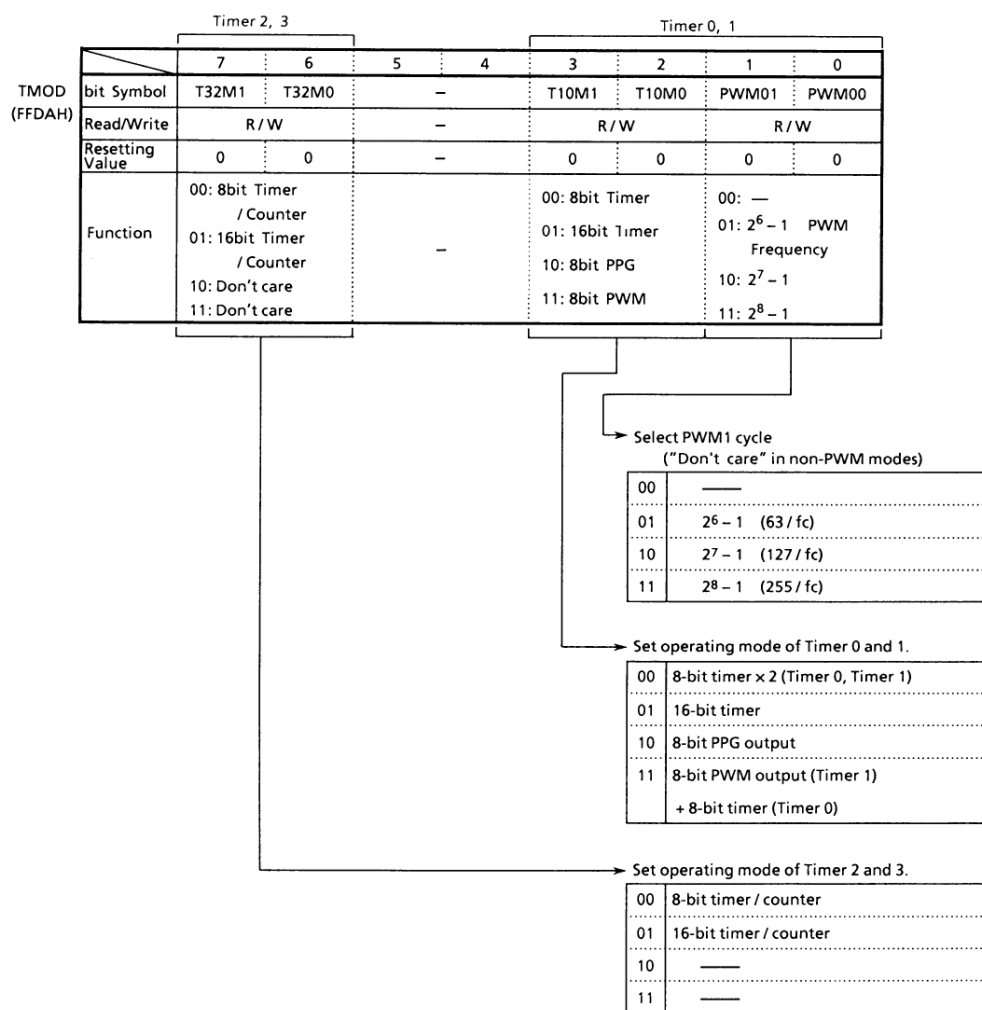 Timer 2, 3 Timer 0, 1
7 6 5 4 3 2 1 0
TMOD (FFDAH)
bit Symbol T32M1 T32M0 – T10M1 T10M0 PWM01 PWM00
Read/Write R / W – R / W R / W
Resetting Value 0 0 – 0 0 0 0
Function
00: 8bit Timer
/ Counter
01: 16bit Timer
/ Counter
10: Don't care
11: Don't care
–
00: 8bit Timer
01: 16bit Timer
10: 8bit PPG
11: 8bit PWM
00: —
01: 2⁶ – 1 PWM
Frequency
10: 2⁷ – 1
11: 2⁸ – 1
Select PWM1 cycle
("Don't care" in non-PWM modes)
00 ——
01 2⁶ – 1 (63 / fc)
10 2⁷ – 1 (127 / fc)
11 2⁸ – 1 (255 / fc)
Set operating mode of Timer 0 and 1.
00 8-bit timer × 2 (Timer 0, Timer 1)
01 16-bit timer
10 8-bit PPG output
11 8-bit PWM output (Timer 1)
+ 8-bit timer (Timer 0)
Set operating mode of Timer 2 and 3.
00 8-bit timer / counter
01 16-bit timer / counter
10 ——
11 ——